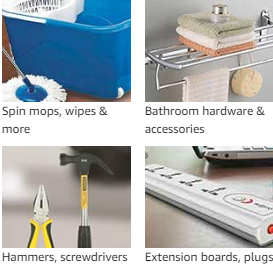 Spin mops, wipes &
more
Bathroom hardware &
accessories
Hammers, screwdrivers
Extension boards, plugs